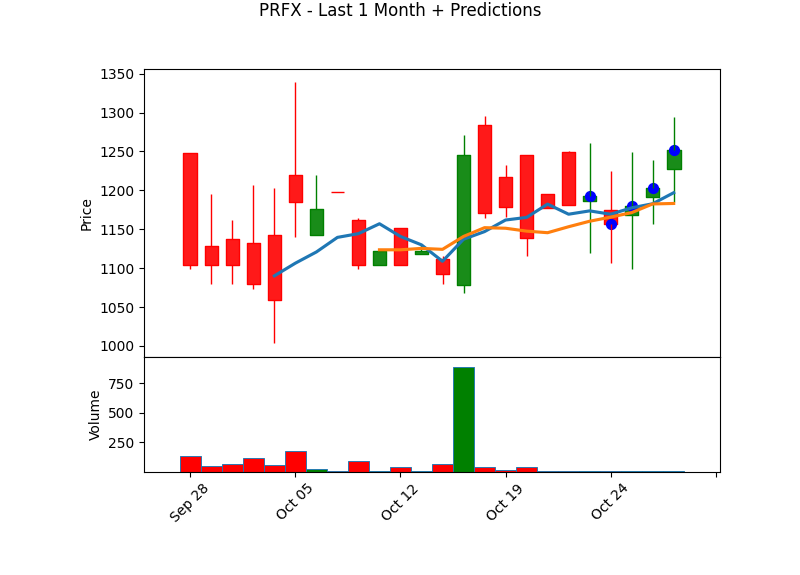 PRFX - Last 1 Month + Predictions
1350
1300
1250
1200
1150
1100
1050
1000
Price
750
500
250
Volume
Sep 28
Oct 05
Oct 12
Oct 19
Oct 24